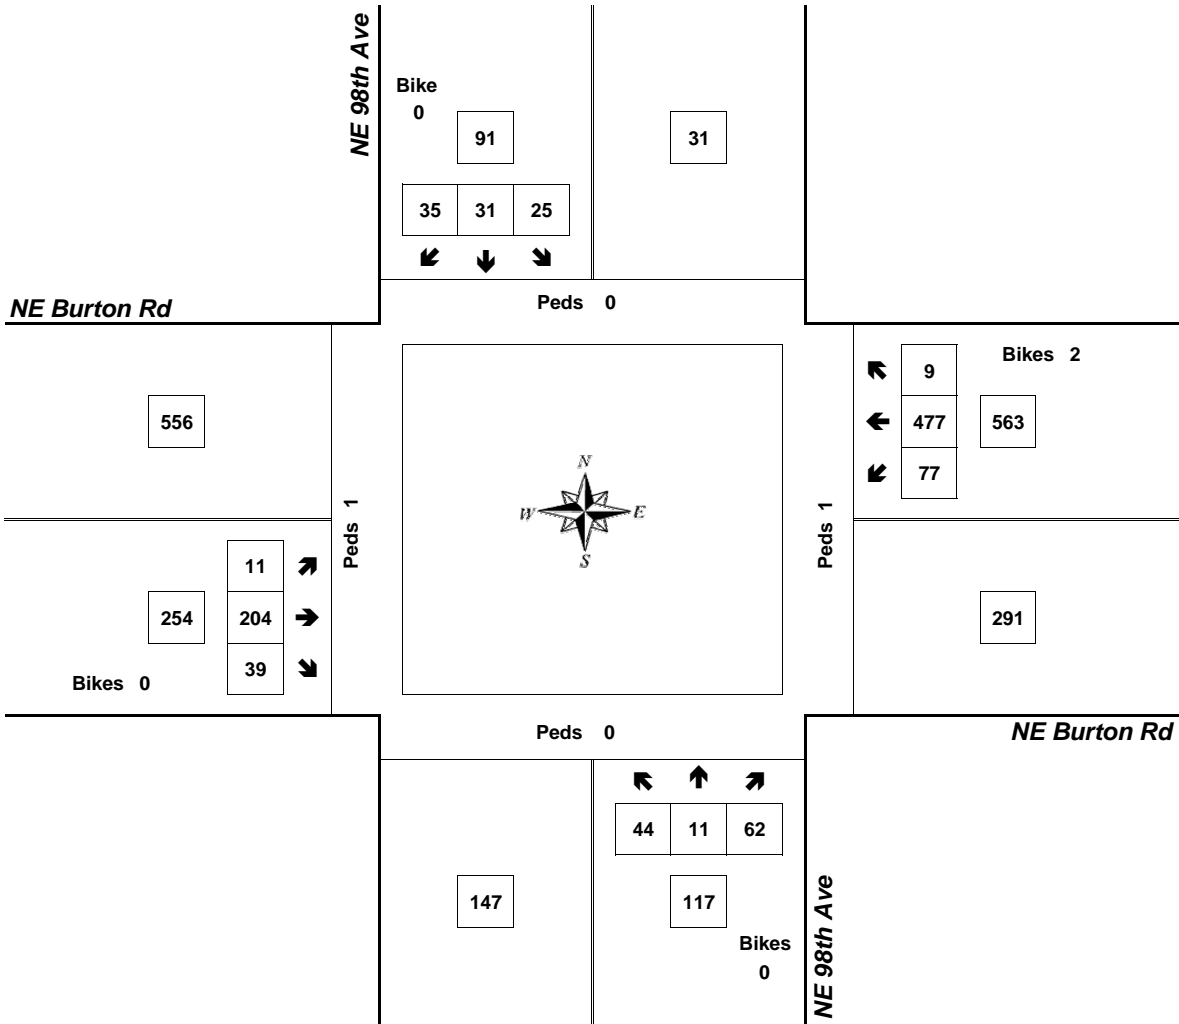 NE 98th Ave
Bike
0
91
31
35 31 25
NE Burton Rd
Peds 0
9
Bikes 2
556
477
563
77
N
W E
S
Peds 1
Peds 1
11
254
204
291
39
Bikes 0
Peds 0
NE Burton Rd
44 11 62
147
117
NE 98th Ave
Bikes
0